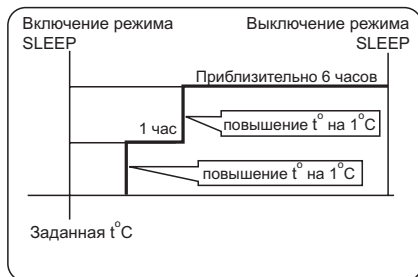 Включение режима
SLEEP
Выключение режима
SLEEP
Приблизительно 6 часов
1 час
повышение t° на 1°C
повышение t° на 1°C
Заданная t°C